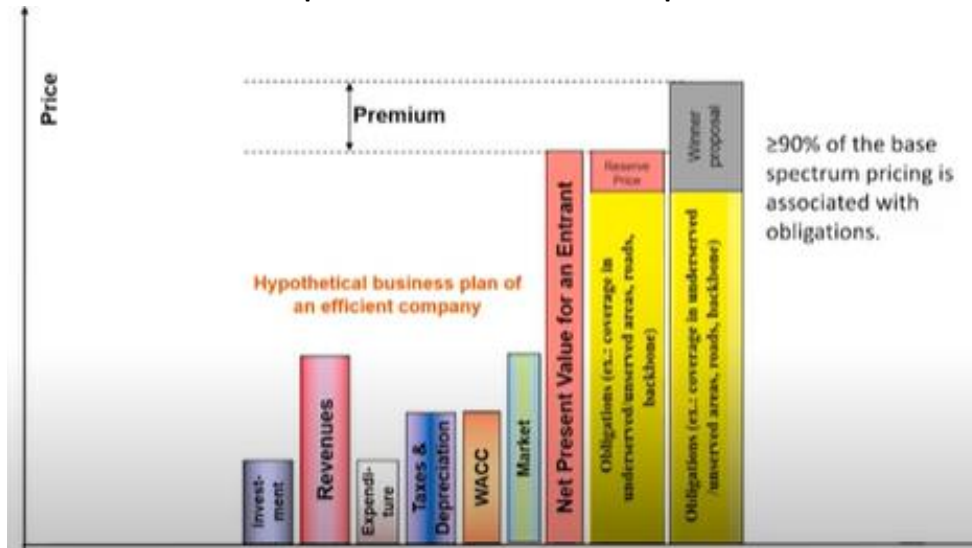 Price
Premium
≥90% of the base
spectrum pricing is
associated with
obligations.
Hypothetical business plan of
an efficient company
Invest-
ment
Revenues
Expendi-
ture
Taxes &
Depreciation
WACC
Market
Net Present Value for an Entrant
Reserve
Price
Obligations (ex.: coverage in
underserved/unserved areas, roads,
backbone)
Winner
proposal
Obligations (ex.: coverage in underserved
/unserved areas, roads, backbone)